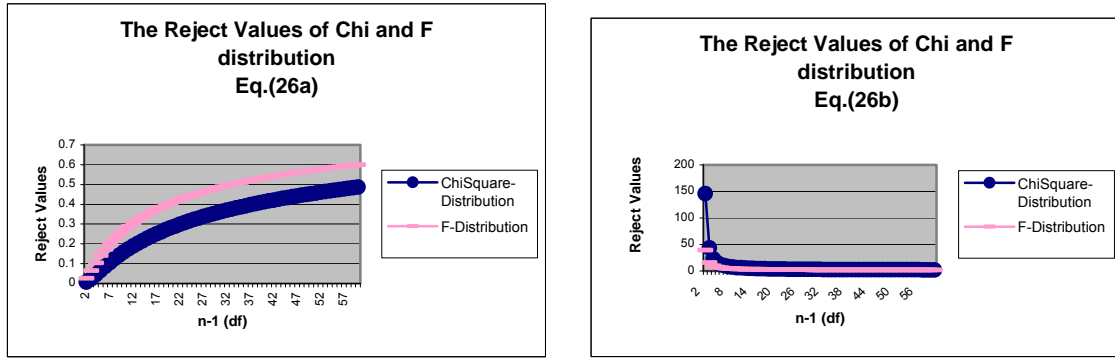 The Reject Values of Chi and F
distribution
Eq.(26a)
Reject Values
0.7
0.6
0.5
0.4
0.3
0.2
0.1
0
2
7
12
17
22
27
32
37
42
47
52
57
n-1 (df)
ChiSquare-
Distribution
F-Distribution
The Reject Values of Chi and F
distribution
Eq.(26b)
Reject Values
200
150
100
50
0
2
8
14
20
26
32
38
44
50
56
n-1 (df)
ChiSquare-
Distribution
F-Distribution